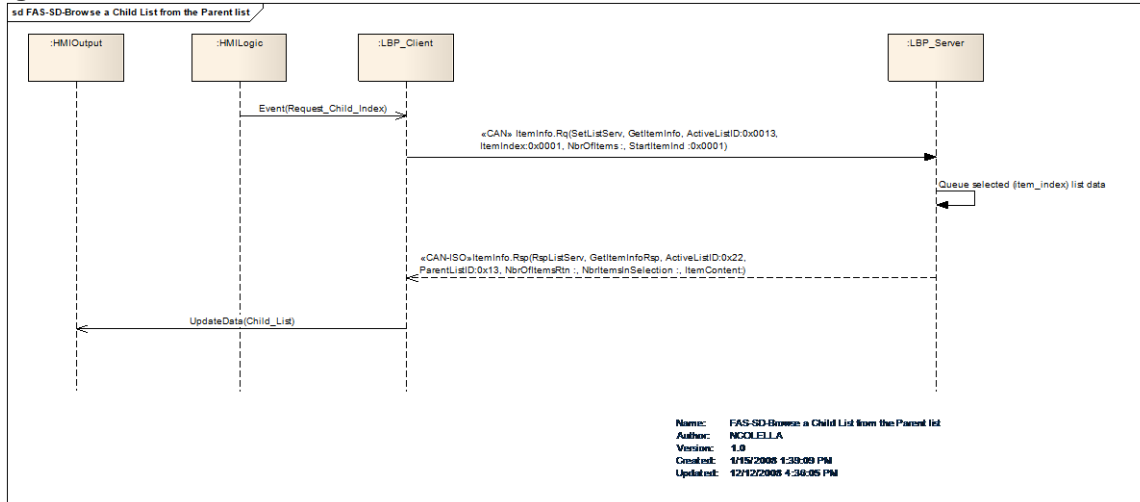 sd FAS-SD-Browse a Child List from the Parent list
:HMIOutput
:HMILogic
:LBP_Client
:LBP_Server
Event(Request_Child_Index)
«CAN» ItemInfo.Rq(SetListServ, GetItemInfo, ActiveListID:0x0013,
ItemIndex:0x0001, NbrOfItems :, StartItemInd :0x0001)
Queue selected (item_index) list data
«CAN-ISO»ItemInfo.Rsp(RspListServ, GetItemInfoRsp, ActiveListID:0x22,
ParentListID:0x13, NbrOfItemsRtn :, NbrItemsInSelection :, ItemContent:)
UpdateData(Child_List)
Name: FAS-SD-Browse a Child List from the Parent list
Author: NCOLELLA
Version: 1.0
Created: 1/15/2008 1:39:09 PM
Updated: 12/12/2008 4:36:05 PM